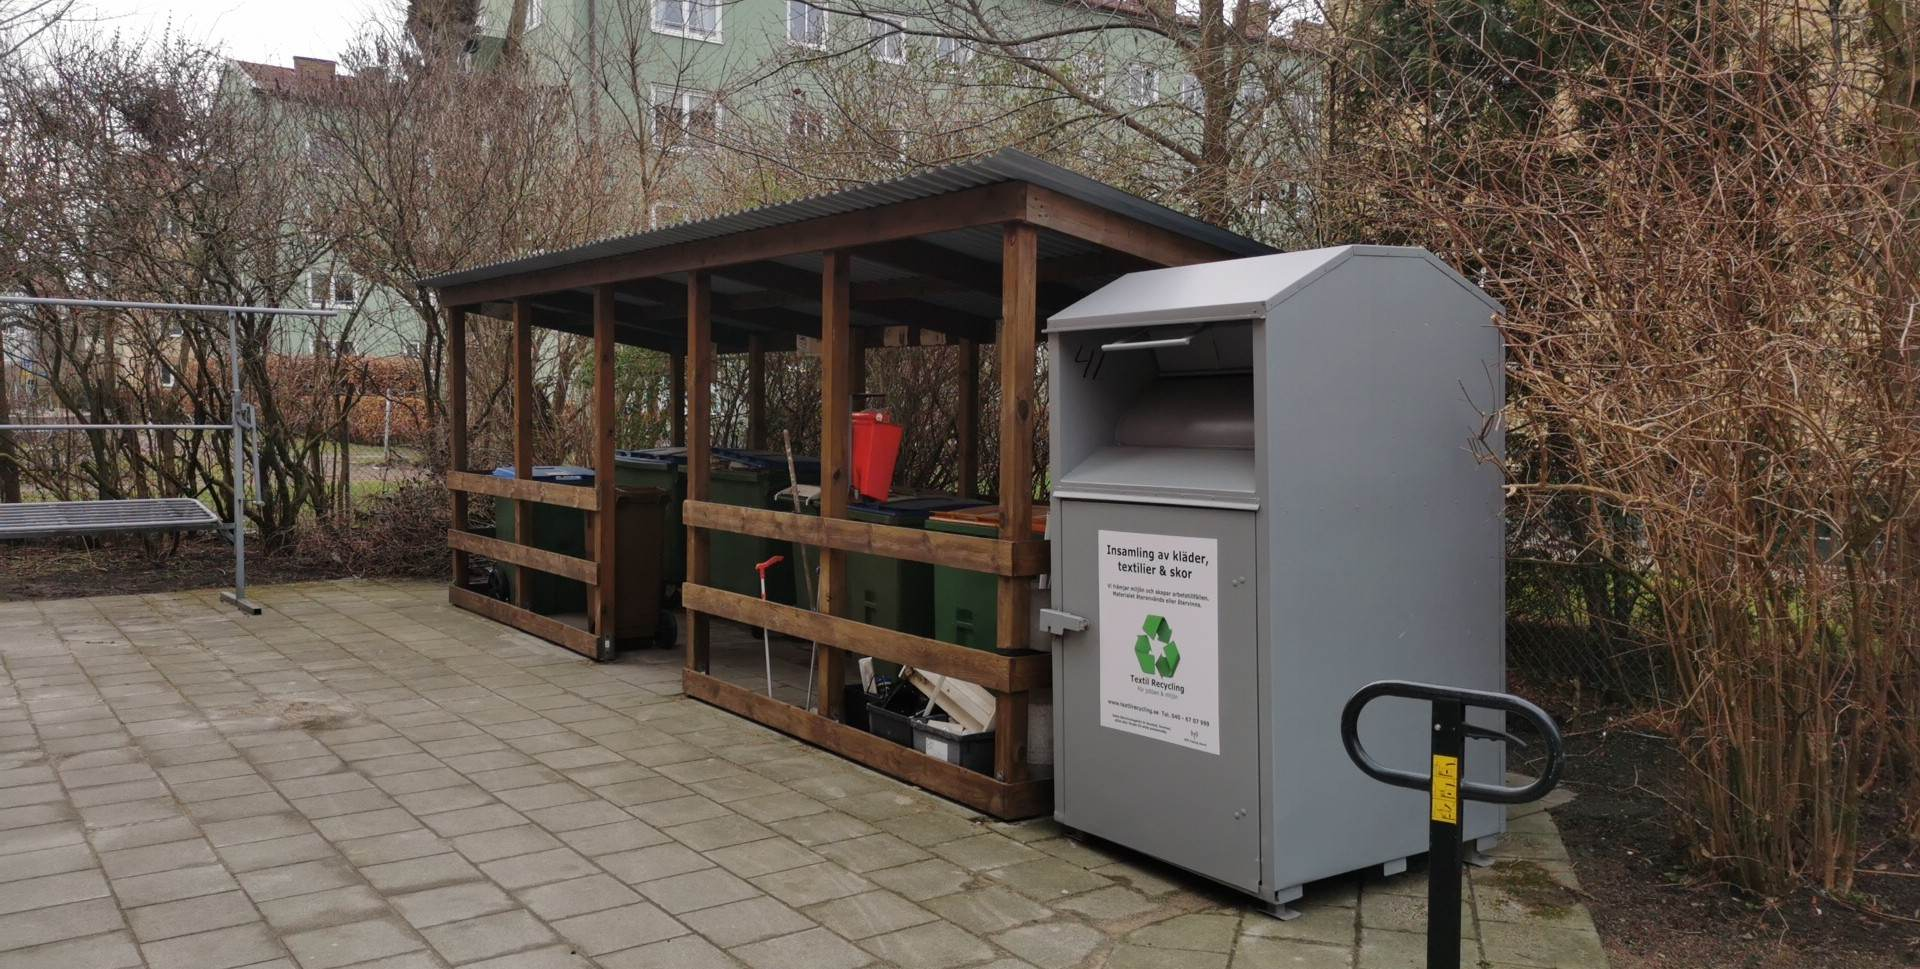 41
Insamling av kläder,
textilier & skor
Vi främjar miljön och skapar arbetstillfällen.
Materialet återanvänds eller återvinns.
Textil Recycling
för jobben & miljön
www.textilrecycling.se Tel. 040 - 67 07 999